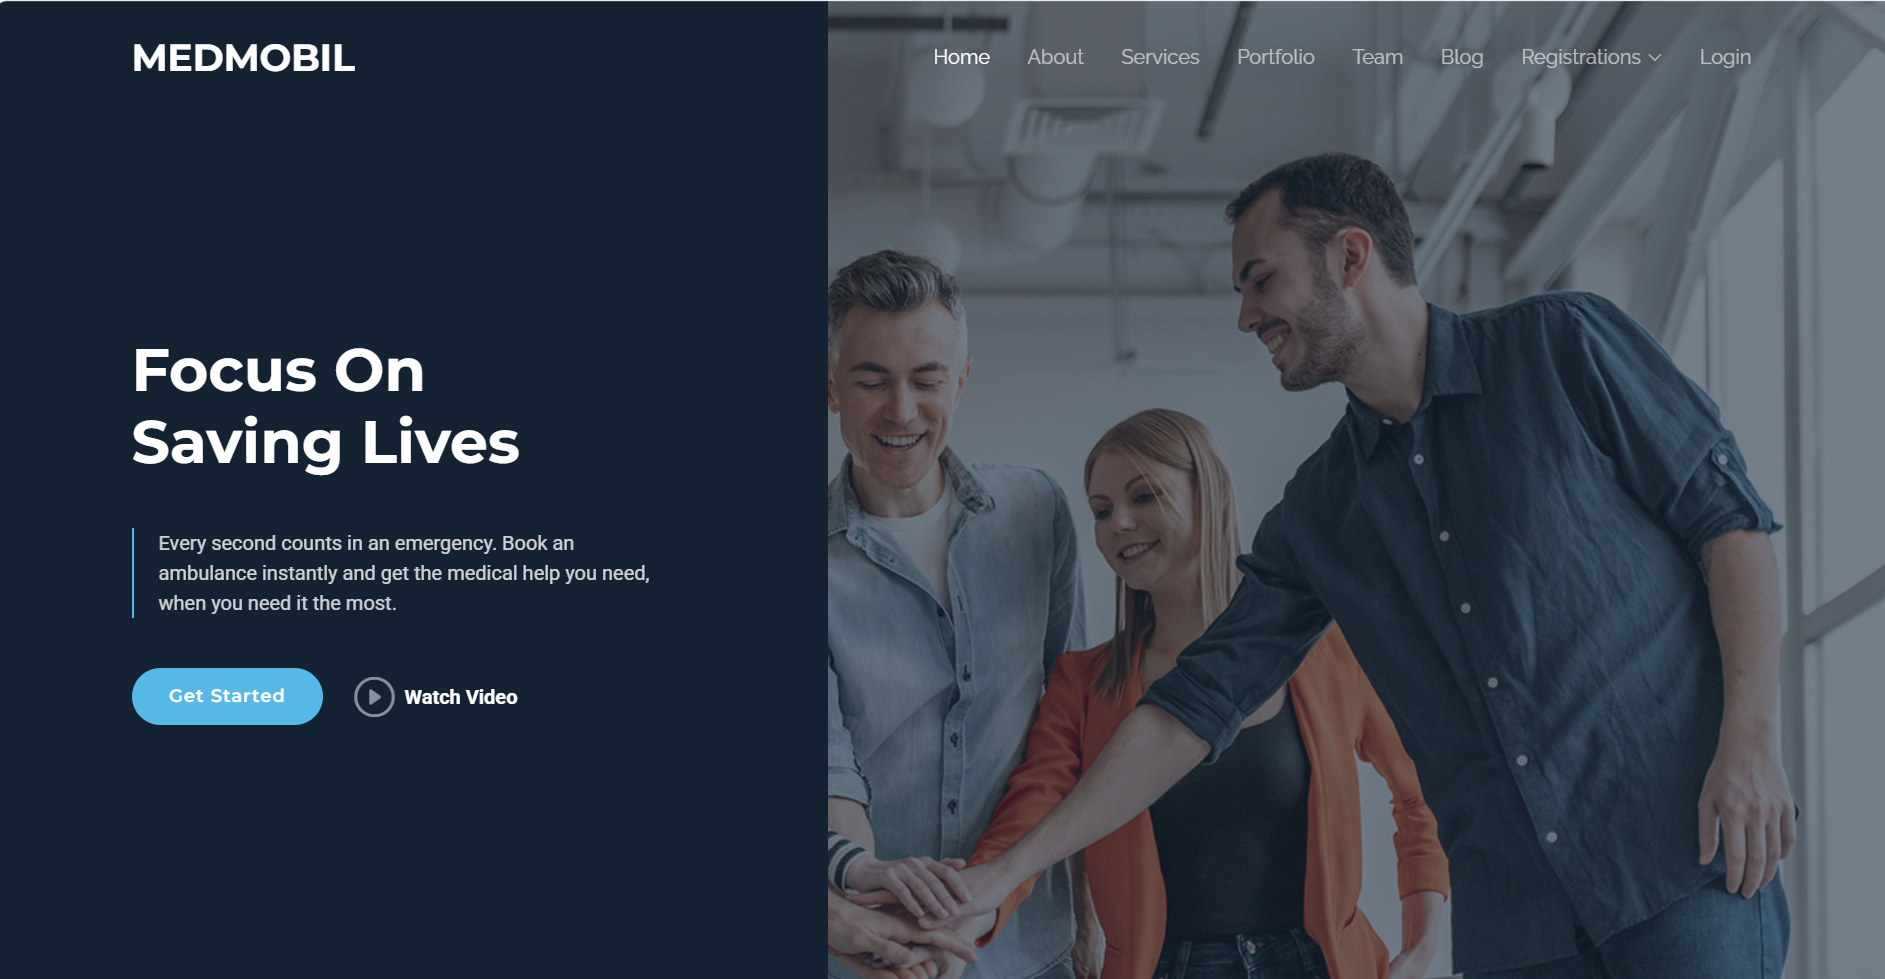 MEDMOBIL
Home About Services Portfolio Team Blog Registrations Login
Focus On
Saving Lives
Every second counts in an emergency. Book an
ambulance instantly and get the medical help you need,
when you need it the most.
Get Started Watch Video